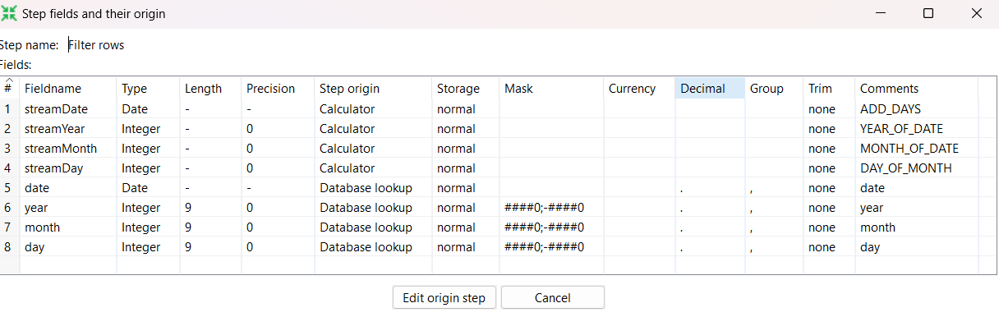 Step fields and their origin
Step name: Filter rows
Fields:
# Fieldname Type Length Precision Step origin Storage Mask Currency Decimal Group Trim Comments
1 streamDate Date - - Calculator normal none ADD_DAYS
2 streamYear Integer - 0 Calculator normal none YEAR_OF_DATE
3 streamMonth Integer - 0 Calculator normal none MONTH_OF_DATE
4 streamDay Integer - 0 Calculator normal none DAY_OF_MONTH
5 date Date - - Database lookup normal . , none date
6 year Integer 9 0 Database lookup normal ####0;-####0 . , none year
7 month Integer 9 0 Database lookup normal ####0;-####0 . , none month
8 day Integer 9 0 Database lookup normal ####0;-####0 . , none day
Edit origin step Cancel